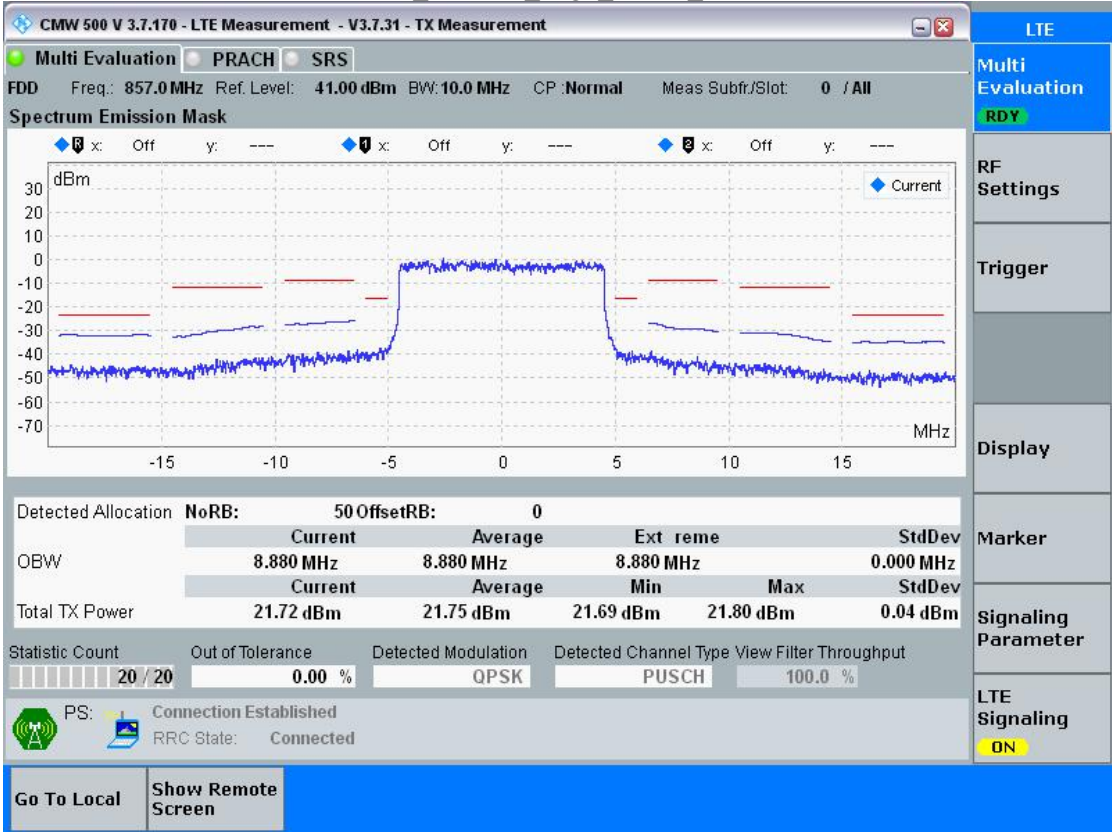 CMW 500 V 3.7.170 - LTE Measurement - V3.7.31 - TX Measurement
LTE
Multi Evaluation PRACH SRS
FDD Freq.: 857.0 MHz Ref. Level: 41.00 dBm BW: 10.0 MHz CP :Normal Meas Subfr./Slot: 0 / All
Spectrum Emission Mask
R x: Off y: --- 1 x: Off y: --- 2 x: Off y: ---
dBm
Current
30
20
10
0
-10
-20
-30
-40
-50
-60
-70
MHz
-15 -10 -5 0 5 10 15
Detected Allocation NoRB: 50 OffsetRB: 0
Current Average Ext reme StdDev
OBW 8.880 MHz 8.880 MHz 8.880 MHz 0.000 MHz
Current Average Min Max StdDev
Total TX Power 21.72 dBm 21.75 dBm 21.69 dBm 21.80 dBm 0.04 dBm
Statistic Count Out of Tolerance Detected Modulation Detected Channel Type View Filter Throughput
20 / 20 0.00 % QPSK PUSCH 100.0 %
PS: Connection Established
RRC State: Connected
Multi
Evaluation
RDY
RF
Settings
Trigger
Display
Marker
Signaling
Parameter
LTE
Signaling
ON
Go To Local
Show Remote
Screen